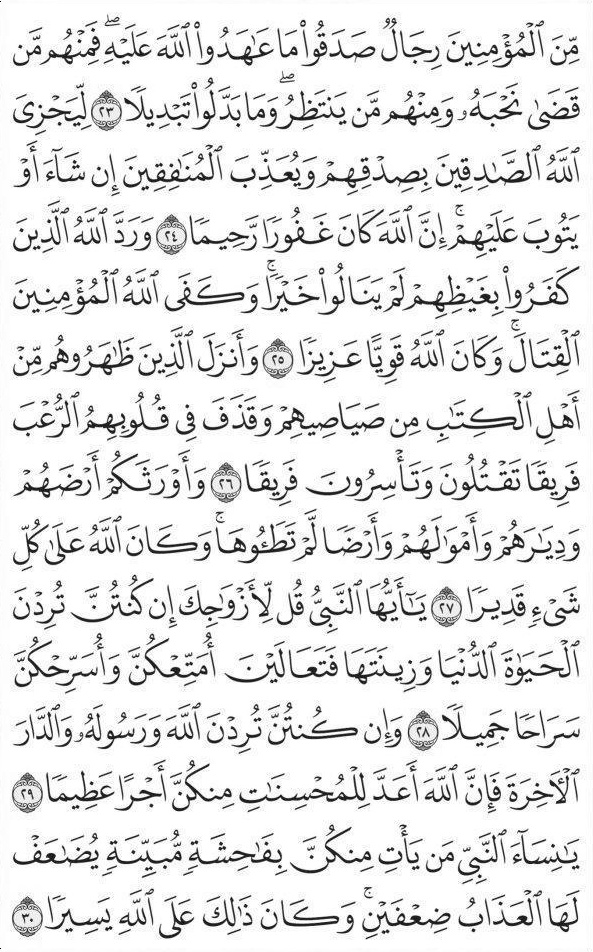 مِّنَ ٱلْمُؤْمِنِينَ رِجَالٌ صَدَقُوا۟ مَا عَـٰهَدُوا۟ ٱللَّهَ عَلَيْهِ ۖ فَمِنْهُم مَّن
قَضَىٰ نَحْبَهُۥ وَمِنْهُم مَّن يَنتَظِرُ ۖ وَمَا بَدَّلُوا۟ تَبْدِيلًا ٢٣ لِّيَجْزِىَ
ٱللَّهُ ٱلصَّـٰدِقِينَ بِصِدْقِهِمْ وَيُعَذِّبَ ٱلْمُنَـٰفِقِينَ إِن شَآءَ أَوْ
يَتُوبَ عَلَيْهِمْ ۚ إِنَّ ٱللَّهَ كَانَ غَفُورًا رَّحِيمًا ٢٤ وَرَدَّ ٱللَّهُ ٱلَّذِينَ
كَفَرُوا۟ بِغَيْظِهِمْ لَمْ يَنَالُوا۟ خَيْرًا ۚ وَكَفَى ٱللَّهُ ٱلْمُؤْمِنِينَ
ٱلْقِتَالَ ۚ وَكَانَ ٱللَّهُ قَوِيًّا عَزِيزًا ٢٥ وَأَنزَلَ ٱلَّذِينَ ظَـٰهَرُوهُم مِّنْ
أَهْلِ ٱلْكِتَـٰبِ مِن صَيَاصِيهِمْ وَقَذَفَ فِى قُلُوبِهِمُ ٱلرُّعْبَ
فَرِيقًا تَقْتُلُونَ وَتَأْسِرُونَ فَرِيقًا ٢٦ وَأَوْرَثَكُمْ أَرْضَهُمْ
وَدِيَـٰرَهُمْ وَأَمْوَٰلَهُمْ وَأَرْضًا لَّمْ تَطَـُٔوهَا ۚ وَكَانَ ٱللَّهُ عَلَىٰ كُلِّ
شَىْءٍ قَدِيرًا ٢٧ يَـٰٓأَيُّهَا ٱلنَّبِىُّ قُل لِّأَزْوَٰجِكَ إِن كُنتُنَّ تُرِدْنَ
ٱلْحَيَوٰةَ ٱلدُّنْيَا وَزِينَتَهَا فَتَعَالَيْنَ أُمَتِّعْكُنَّ وَأُسَرِّحْكُنَّ
سَرَاحًا جَمِيلًا ٢٨ وَإِن كُنتُنَّ تُرِدْنَ ٱللَّهَ وَرَسُولَهُۥ وَٱلدَّارَ
ٱلْـَٔاخِرَةَ فَإِنَّ ٱللَّهَ أَعَدَّ لِلْمُحْسِنَـٰتِ مِنكُنَّ أَجْرًا عَظِيمًا ٢٩
يَـٰنِسَآءَ ٱلنَّبِىِّ مَن يَأْتِ مِنكُنَّ بِفَـٰحِشَةٍ مُّبَيِّنَةٍ يُضَـٰعَفْ
لَهَا ٱلْعَذَابُ ضِعْفَيْنِ ۚ وَكَانَ ذَٰلِكَ عَلَى ٱللَّهِ يَسِيرًا ٣٠